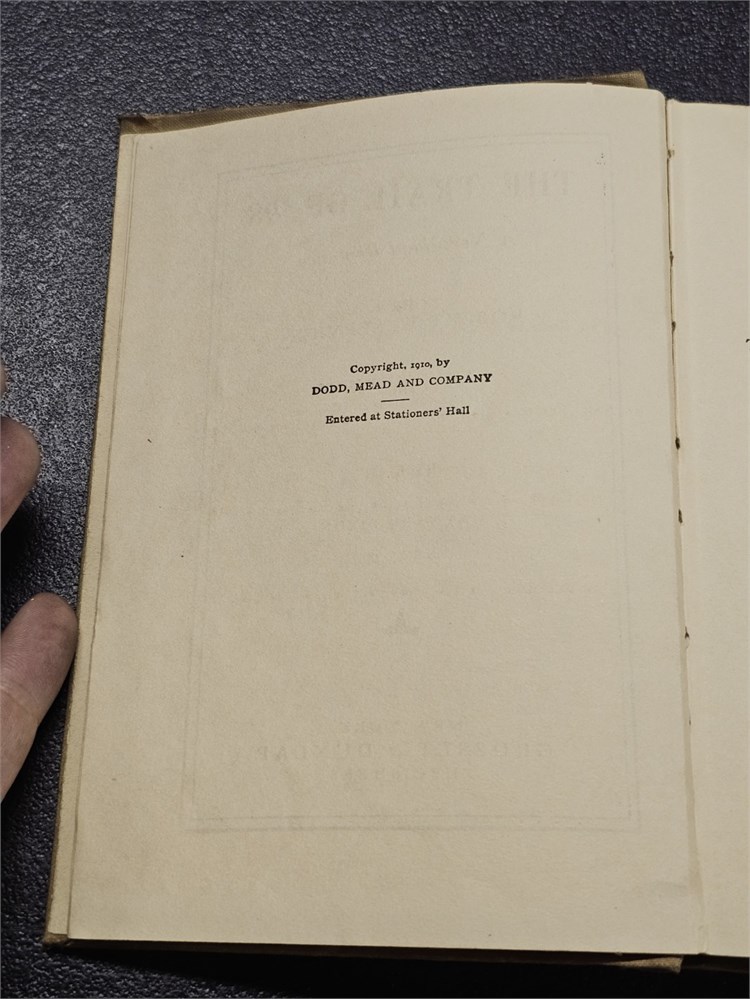 Copyright, 1910, by
DODD, MEAD AND COMPANY
Entered at Stationers' Hall